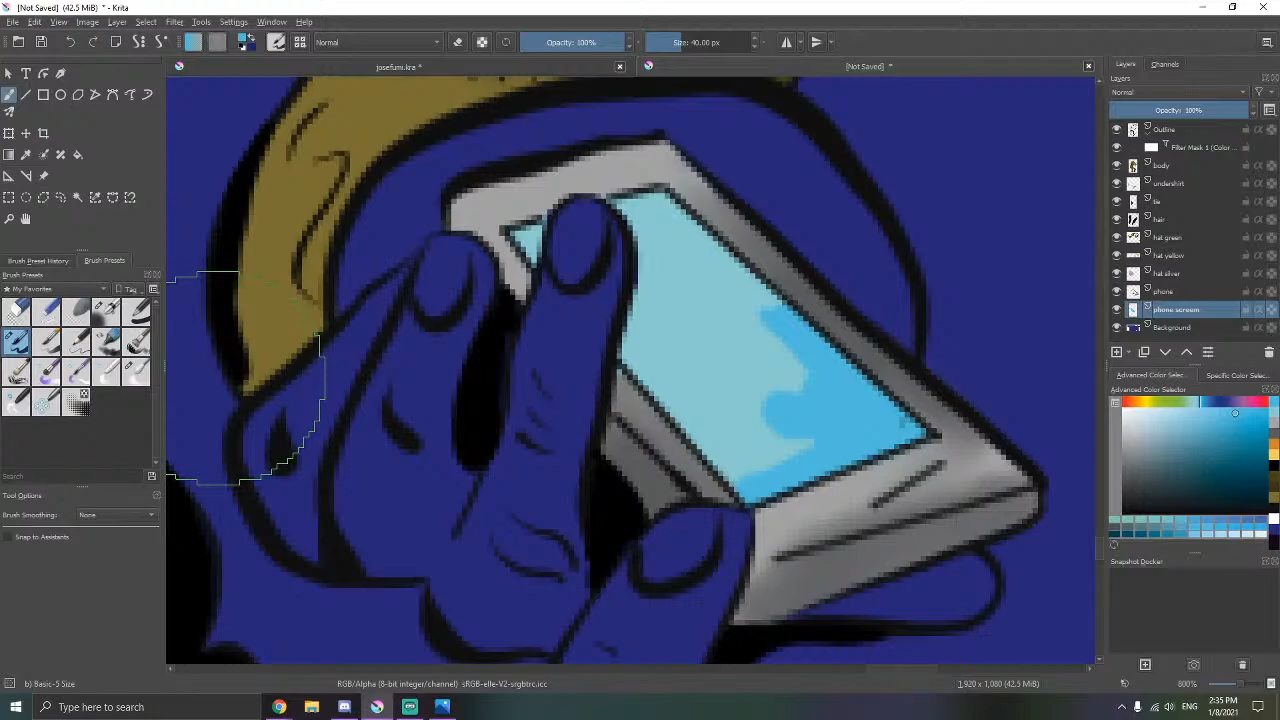 [Not Saved] (42.5 MiB) * - Krita
File Edit View Image Layer Select Filter Tools Settings Window Help
Normal
Opacity: 100%
Size: 40.00 px
josefumi.kra *
[Not Saved] *
Layers Channels
Layers
Normal
Opacity: 100%
Outline
Filter Mask 1 (Color ...
body
undershirt
tie
hair
hat green
hat yellow
hat silver
phone
phone screem
Background
Advanced Color Selec... Specific Color Selec...
Advanced Color Selector
Snapshot Docker
Brush Preset History Brush Presets
Brush Presets
My Favorites
Tag
Search
Tool Options
Brush Smoothing: None
Snap to Assistants
b) Basic-5 Size
RGB/Alpha (8-bit integer/channel) sRGB-elle-V2-srgbtrc.icc
1,920 x 1,080 (42.5 MiB)
800%
Type here to search
ENG
2:35 PM
1/8/2021